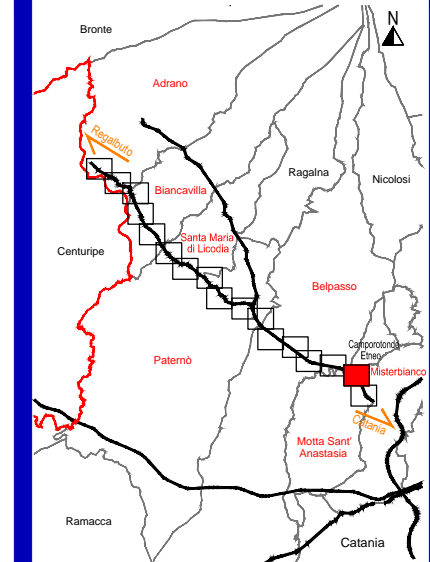 Bronte
N
Adrano
Regalbuto
Ragalna
Nicolosi
Biancavilla
Santa Maria
di Licodia
Centuripe
Belpasso
Camporotondo
Etneo
Paternò
Misterbianco
Catania
Motta Sant'
Anastasia
Ramacca
Catania